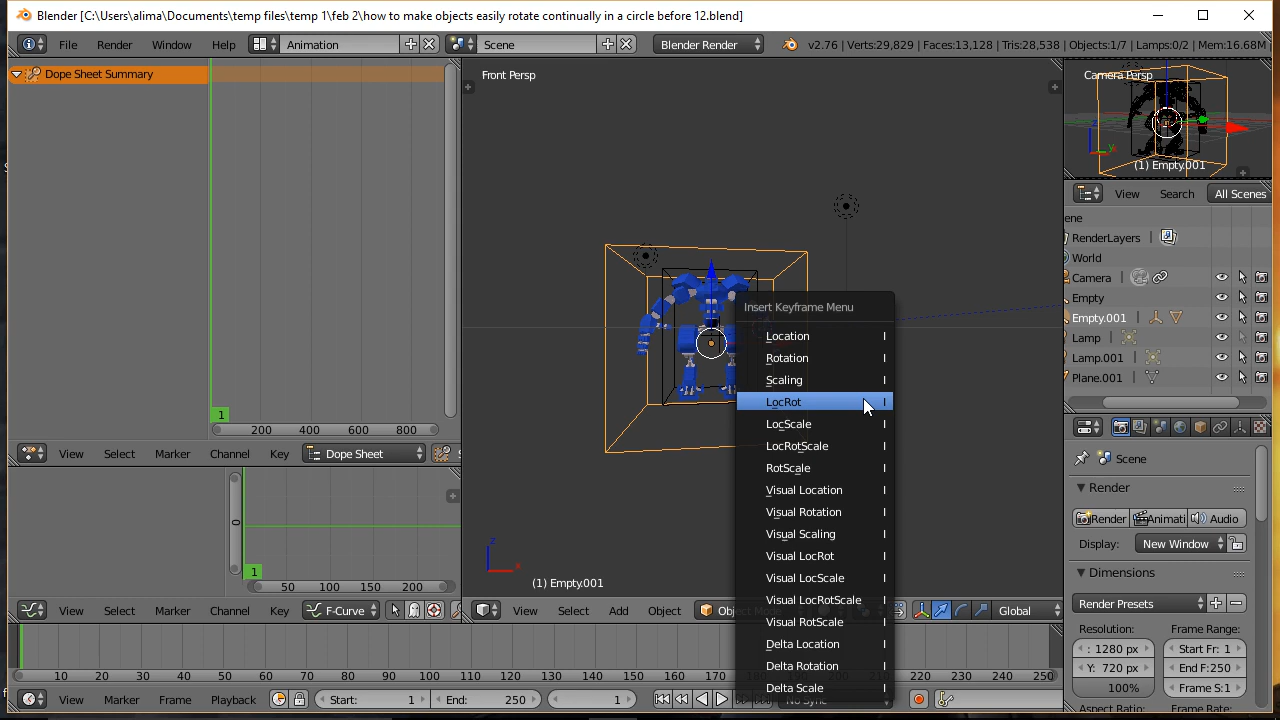 Blender [C:\Users\alima\Documents\temp files\temp 1\feb 2\how to make objects easily rotate continually in a circle before 12.blend]
File Render Window Help Animation Scene Blender Render v2.76 | Verts:29,829 | Faces:13,128 | Tris:28,538 | Objects:1/7 | Lamps:0/2 | Mem:16.68M
Dope Sheet Summary
1
200 400 600 800
View Select Marker Channel Key Dope Sheet
0
1
50 100 150 200
View Select Marker Channel Key F-Curve
Front Persp
z
x
(1) Empty.001
View Select Add Object Object Mode Global
Insert Keyframe Menu
Location I
Rotation I
Scaling I
LocRot I
LocScale I
LocRotScale I
RotScale I
Visual Location I
Visual Rotation I
Visual Scaling I
Visual LocRot I
Visual LocScale I
Visual LocRotScale I
Visual RotScale I
Delta Location I
Delta Rotation I
Delta Scale I
Camera Persp
y
(1) Empty.001
View Search All Scenes
ene
RenderLayers
World
Camera
Empty
Empty.001
Lamp
Lamp.001
Plane.001
Scene
Render
Render Animati Audio
Display: New Window
Dimensions
Render Presets
Resolution: Frame Range:
: 1280 px Start Fr: 1
Y: 720 px End F:250
100% Frame S:1
Aspect Ratio:
10 20 30 40 50 60 70 80 90 100 110 120 130 140 150 160 170 210 220 230 240 250
View Marker Frame Playback Start: 1 End: 250 1 No Sync